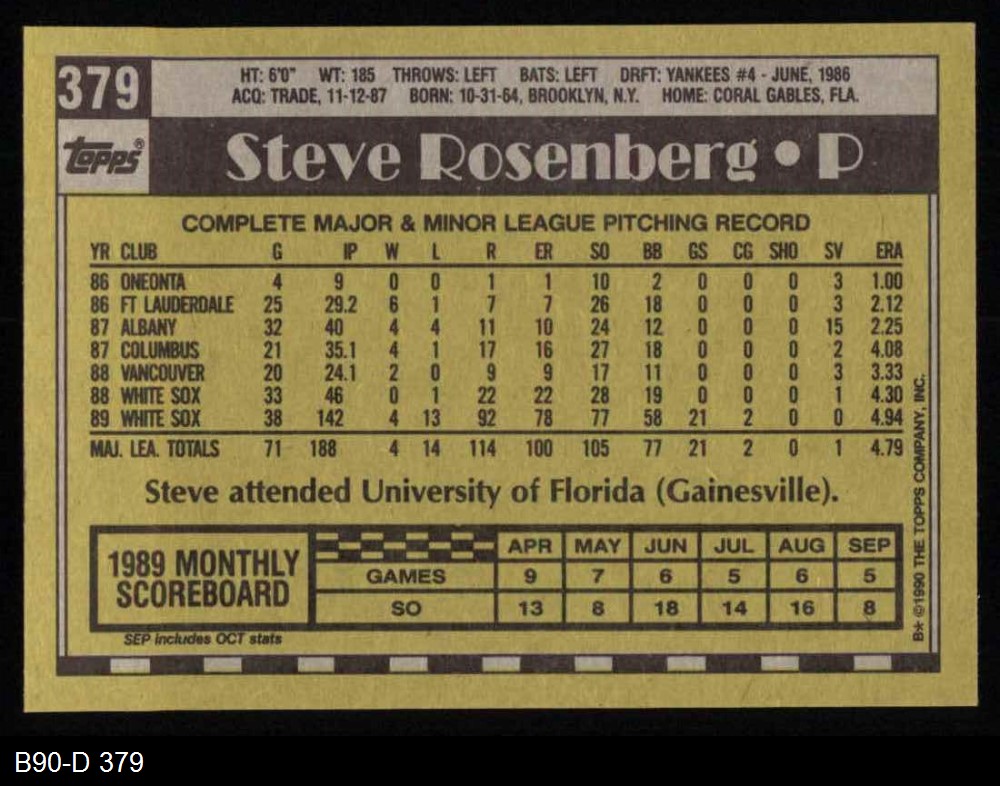 379
HT: 6'0" WT: 185 THROWS: LEFT BATS: LEFT DRFT: YANKEES #4 - JUNE, 1986
ACQ: TRADE, 11-12-87 BORN: 10-31-64, BROOKLYN, N.Y. HOME: CORAL GABLES, FLA.
Topps®
Steve Rosenberg • P
COMPLETE MAJOR & MINOR LEAGUE PITCHING RECORD
YR CLUB G IP W L R ER SO BB GS CG SHO SV ERA
86 ONEONTA 4 9 0 0 1 1 10 2 0 0 0 3 1.00
86 FT LAUDERDALE 25 29.2 6 1 7 7 26 18 0 0 0 3 2.12
87 ALBANY 32 40 4 4 11 10 24 12 0 0 0 15 2.25
87 COLUMBUS 21 35.1 4 1 17 16 27 18 0 0 0 2 4.08
88 VANCOUVER 20 24.1 2 0 9 9 17 11 0 0 0 3 3.33
88 WHITE SOX 33 46 0 1 22 22 28 19 0 0 0 1 4.30
89 WHITE SOX 38 142 4 13 92 78 77 58 21 2 0 0 4.94
MAJ. LEA. TOTALS 71 188 4 14 114 100 105 77 21 2 0 1 4.79
Steve attended University of Florida (Gainesville).
1989 MONTHLY
SCOREBOARD
APR MAY JUN JUL AUG SEP
GAMES 9 7 6 5 6 5
SO 13 8 18 14 16 8
SEP includes OCT stats
B* ©1990 THE TOPPS COMPANY, INC.
B90-D 379